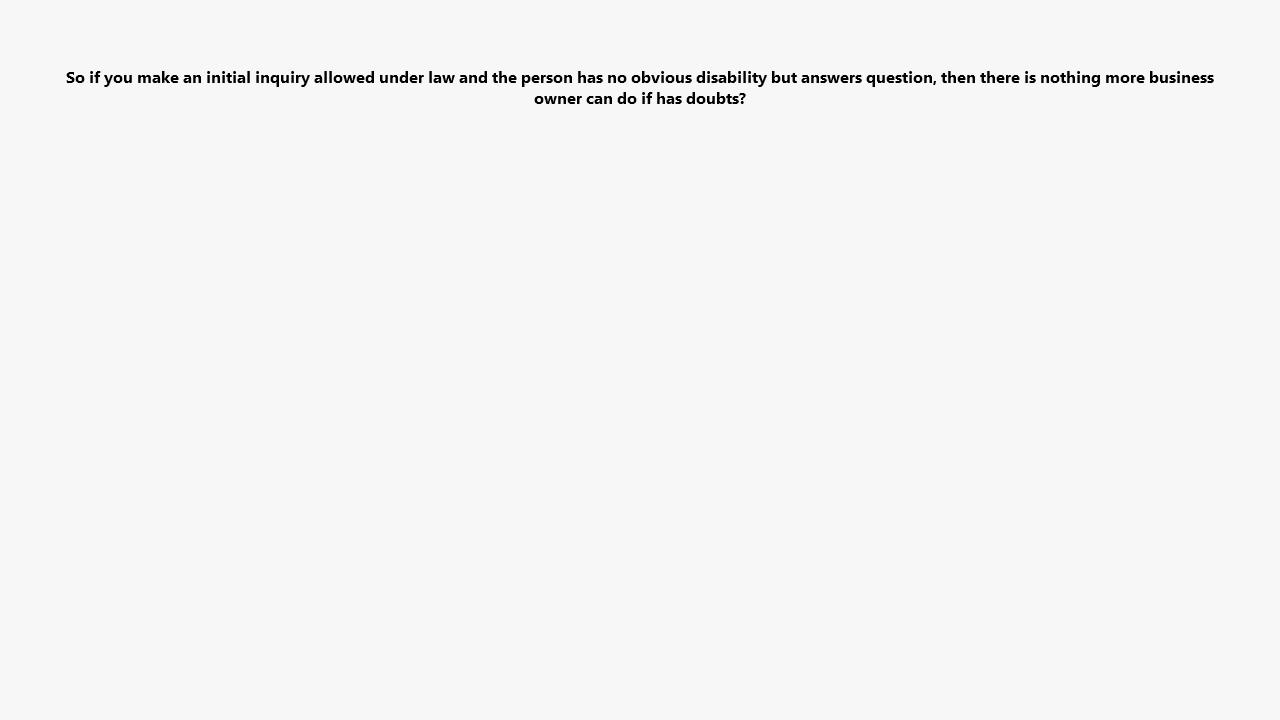 So if you make an initial inquiry allowed under law and the person has no obvious disability but answers question, then there is nothing more business
owner can do if has doubts?